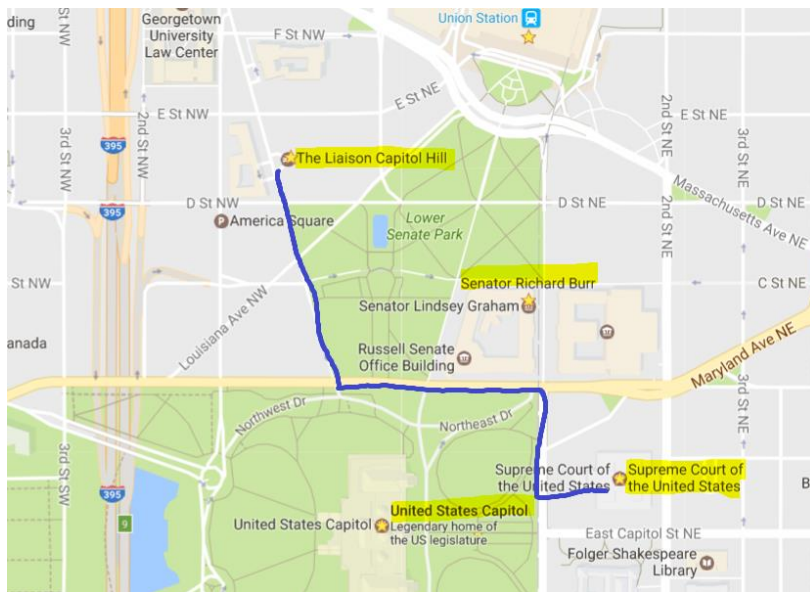 ding
Georgetown
University
Law Center
F St NW
Union Station
E St NW
E St NE
E St NE
2nd St NE
3rd St NW
395
2nd St NW
The Liaison Capitol Hill
Massachusetts Ave NE
D St NW
D St NE
D St NE
395
P
America Square
Lower
Senate Park
2nd St NE
St NW
Senator Richard Burr
C St NE
Senator Lindsey Graham
Louisiana Ave NW
anada
Russell Senate
Office Building
Maryland Ave NE
3rd St NE
Northwest Dr
Northeast Dr
3rd St SW
Supreme Court of
the United States
Supreme Court of
the United States
B
395
9
United States Capitol
United States Capitol
Legendary home of
the US legislature
East Capitol St NE
Folger Shakespeare
Library